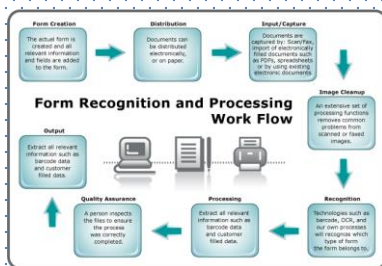 Form Creation
The actual form is
created and all
relevant information
and fields are added
to the form.
Distribution
Documents
can be
distributed
electronically,
or on paper.
Input/Capture
Documents are
captured by: Scan/Fax,
import of electronically
filled documents such
as PDFs, spreadsheets
or by using existing
electronic documents.
Form Recognition and Processing
Work Flow
Image Cleanup
An extensive set of
processing functions
removes common
problems from
scanned or faxed
images.
Recognition
Technologies such as
barcode, OCR, and
our own processes
will recognize which
type of form
the form belongs to.
Processing
Extract all relevant
information such as
barcode data
and customer
filled data.
Quality Assurance
A person inspects
the files to ensure
the process
was correctly
completed.
Output
Extract all relevant
information such as
barcode data
and customer
filled data.